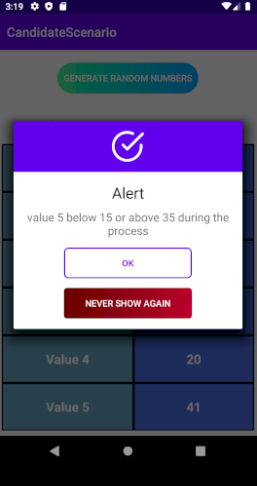 3:19
CandidateScenario
GENERATE RANDOM NUMBERS
Alert
value 5 below 15 or above 35 during the
process
OK
NEVER SHOW AGAIN
Value 4 20
Value 5 41